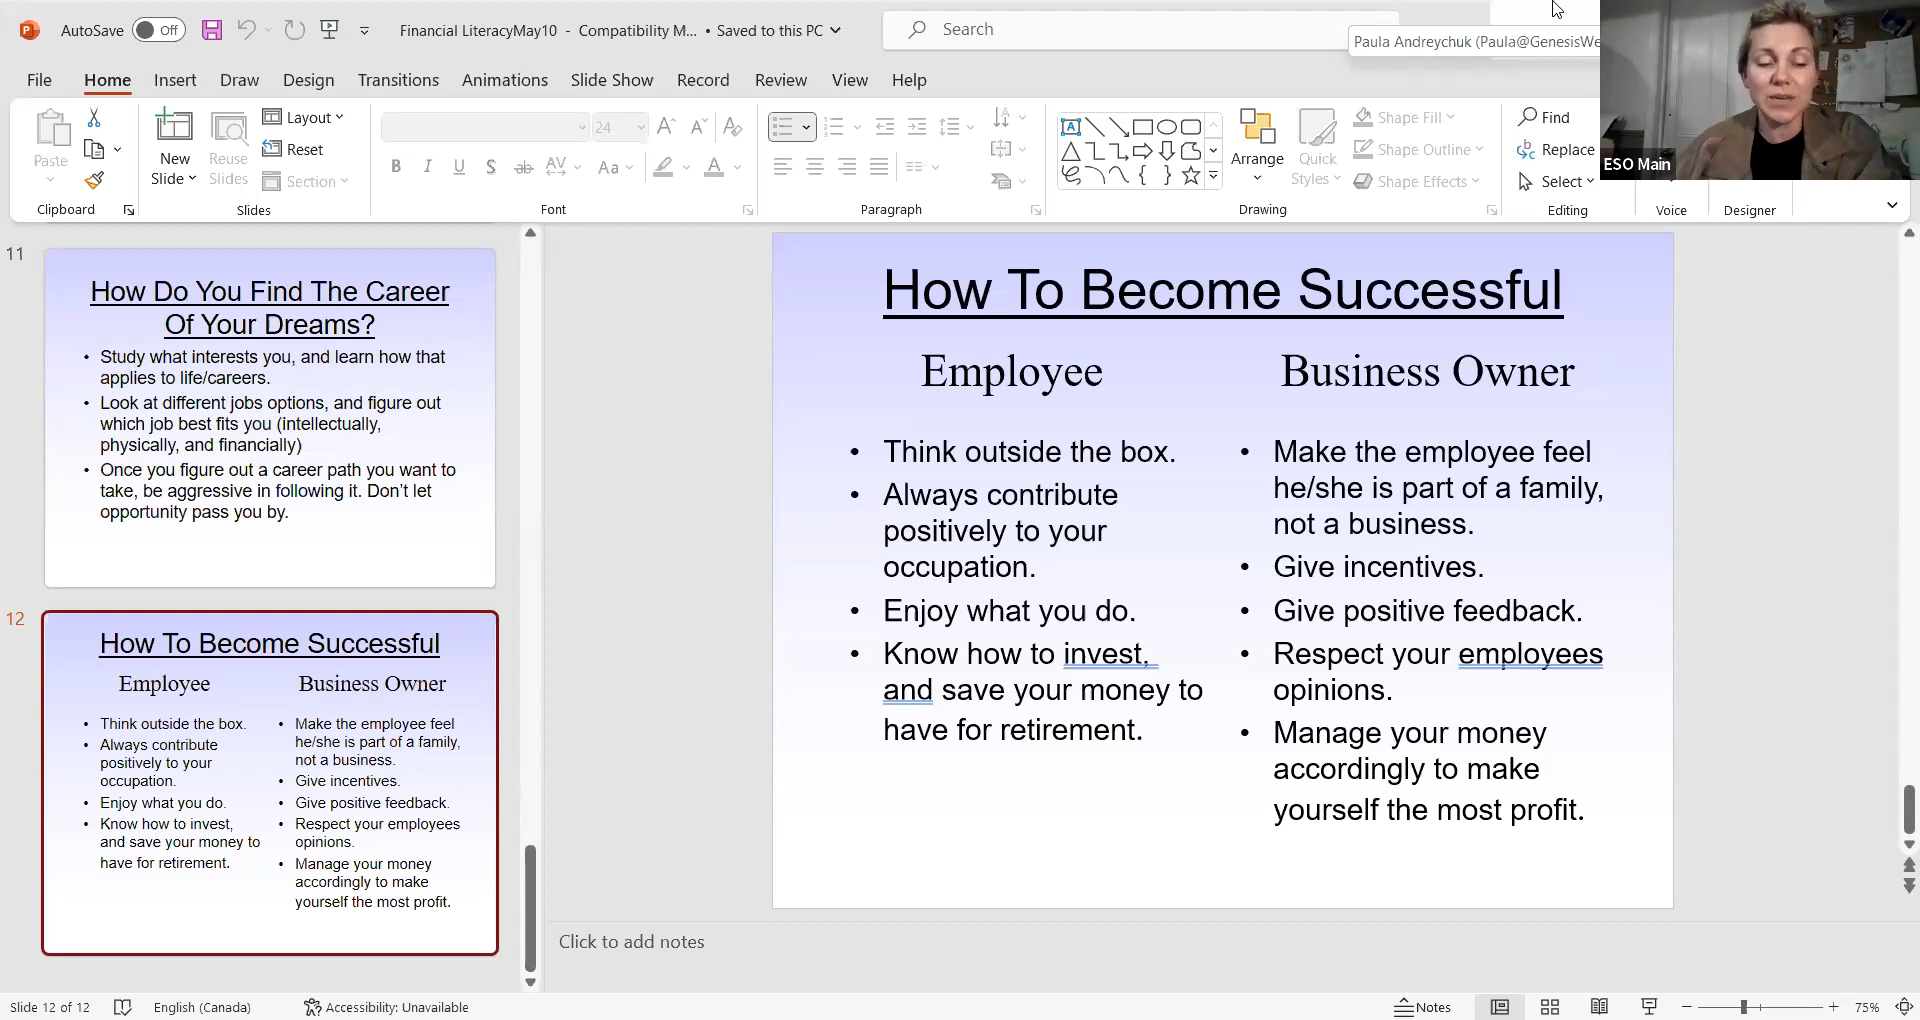 AutoSave Off Financial LiteracyMay10 - Compatibility M... • Saved to this PC Search
Paula Andreychuk (Paula@GenesisWe
File Home Insert Draw Design Transitions Animations Slide Show Record Review View Help
Paste
New Slide
Reuse Slides
Layout
Reset
Section
24
B I U S ab AV Aa A
Arrange
Quick Styles
Shape Fill
Shape Outline
Shape Effects
Find
Replace
Select
ESO Main
Clipboard Slides Font Paragraph Drawing Editing Voice Designer
11
How Do You Find The Career
Of Your Dreams?
• Study what interests you, and learn how that
applies to life/careers.
• Look at different jobs options, and figure out
which job best fits you (intellectually,
physically, and financially)
• Once you figure out a career path you want to
take, be aggressive in following it. Don't let
opportunity pass you by.
12
How To Become Successful
Employee
• Think outside the box.
• Always contribute
positively to your
occupation.
• Enjoy what you do.
• Know how to invest,
and save your money to
have for retirement.
Business Owner
• Make the employee feel
he/she is part of a family,
not a business.
• Give incentives.
• Give positive feedback.
• Respect your employees
opinions.
• Manage your money
accordingly to make
yourself the most profit.
How To Become Successful
Employee
• Think outside the box.
• Always contribute
positively to your
occupation.
• Enjoy what you do.
• Know how to invest,
and save your money to
have for retirement.
Business Owner
• Make the employee feel
he/she is part of a family,
not a business.
• Give incentives.
• Give positive feedback.
• Respect your employees
opinions.
• Manage your money
accordingly to make
yourself the most profit.
Click to add notes
Slide 12 of 12 English (Canada) Accessibility: Unavailable Notes 75%